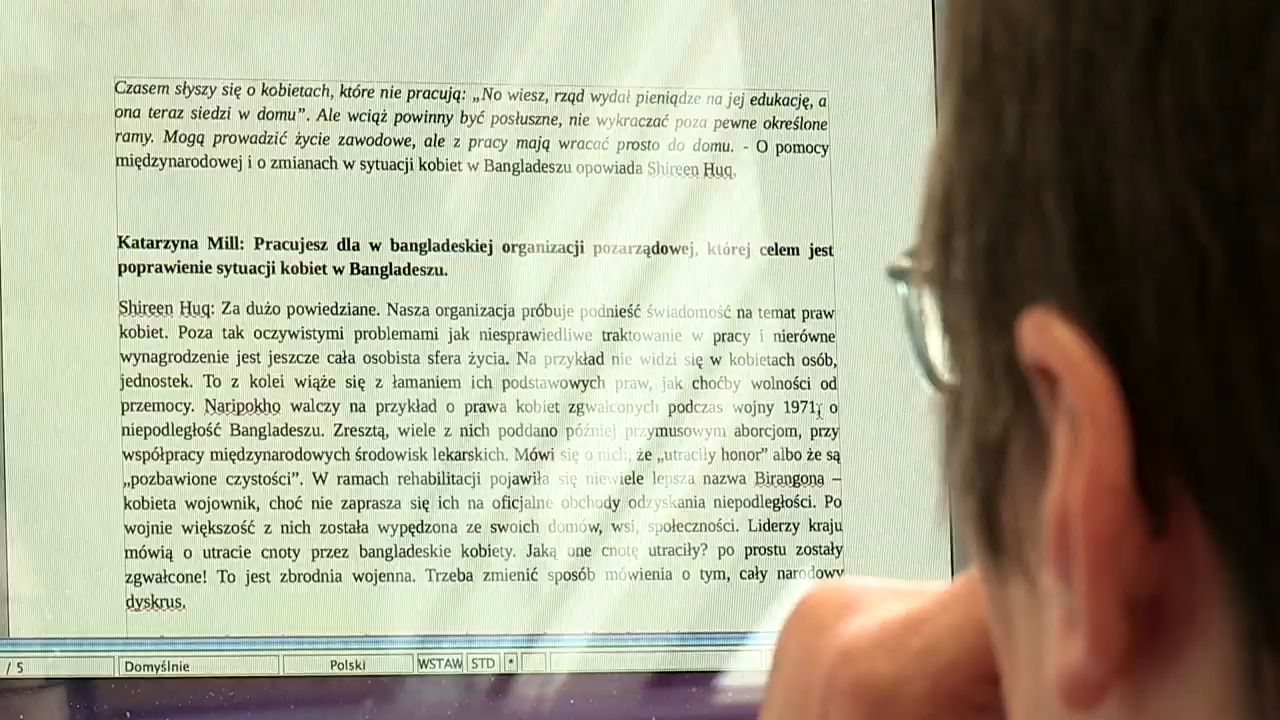 Czasem słyszy się o kobietach, które nie pracują: „No wiesz, rząd wydał pieniądze na jej edukację, a
ona teraz siedzi w domu”. Ale wciąż powinny być posłuszne, nie wykraczać poza pewne określone
ramy. Mogą prowadzić życie zawodowe, ale z pracy mają wracać prosto do domu. - O pomocy
międzynarodowej i o zmianach w sytuacji kobiet w Bangladeszu opowiada Shireen Huq.
Katarzyna Mill: Pracujesz dla w bangladeskiej organizacji pozarządowej, której celem jest
poprawienie sytuacji kobiet w Bangladeszu.
Shireen Huq: Za dużo powiedziane. Nasza organizacja próbuje podnieść świadomość na temat praw
kobiet. Poza tak oczywistymi problemami jak niesprawiedliwe traktowanie w pracy i nierówne
wynagrodzenie jest jeszcze cała osobista sfera życia. Na przykład nie widzi się w kobietach osób,
jednostek. To z kolei wiąże się z łamaniem ich podstawowych praw, jak choćby wolności od
przemocy. Naripokho walczy na przykład o prawa kobiet zgwałconych podczas wojny 1971r o
niepodległość Bangladeszu. Zresztą, wiele z nich poddano później przymusowym aborcjom, przy
współpracy międzynarodowych środowisk lekarskich. Mówi się o nich, że „utraciły honor” albo że są
„pozbawione czystości”. W ramach rehabilitacji pojawiła się niewiele lepsza nazwa Birangona –
kobieta wojownik, choć nie zaprasza się ich na oficjalne obchody odzyskania niepodległości. Po
wojnie większość z nich została wypędzona ze swoich domów, wsi, społeczności. Liderzy kraju
mówią o utracie cnoty przez bangladeskie kobiety. Jaką one cnotę utraciły? po prostu zostały
zgwałcone! To jest zbrodnia wojenna. Trzeba zmienić sposób mówienia o tym, cały narodowy
dyskrus.
/ 5 Domyślnie Polski WSTAW STD *